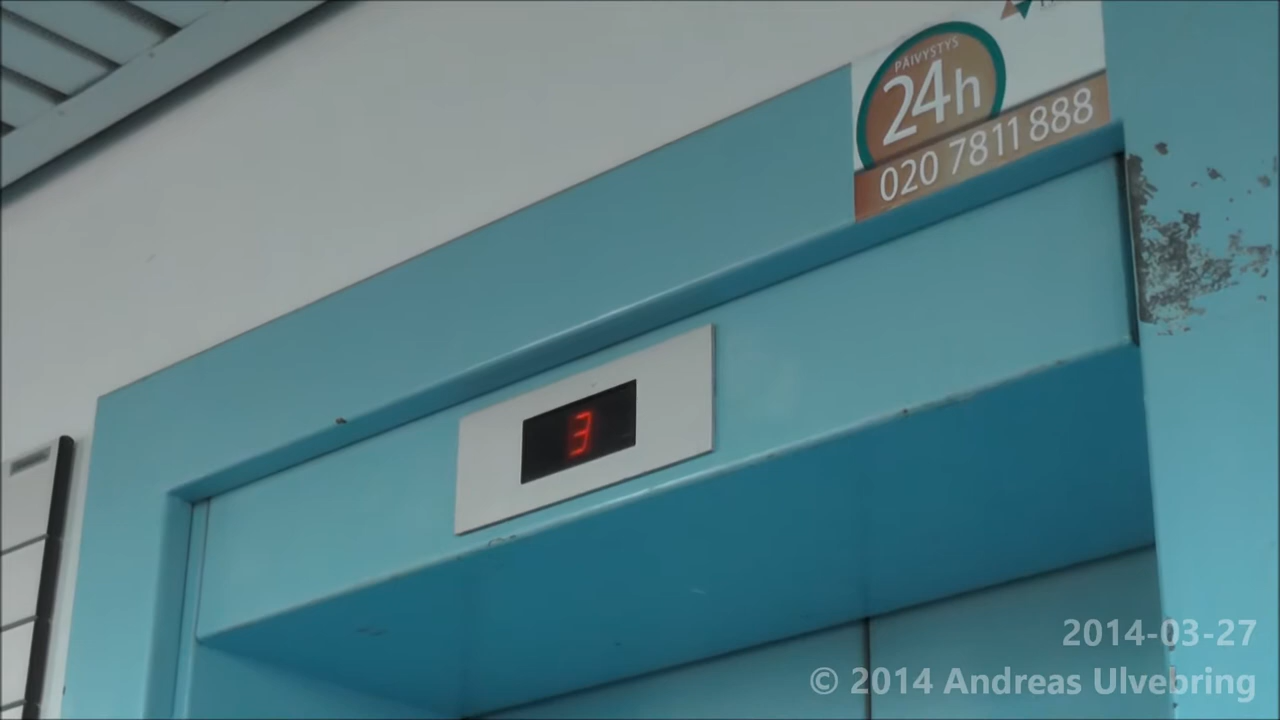 PÄIVYSTYS
24h
020 7811 888
3
2014-03-27
© 2014 Andreas Ulvebring